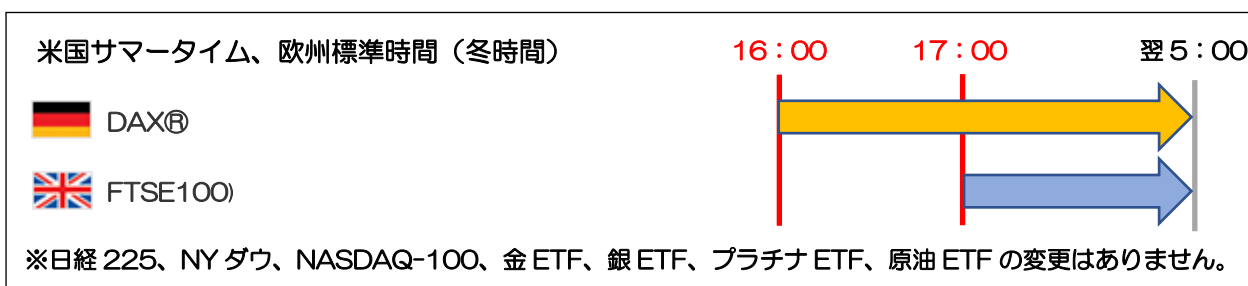 米国サマータイム、欧州標準時間（冬時間） 16：00 17：00 翌5：00
DAX®
FTSE100)
※日経225、NYダウ、NASDAQ-100、金ETF、銀ETF、プラチナETF、原油ETFの変更はありません。